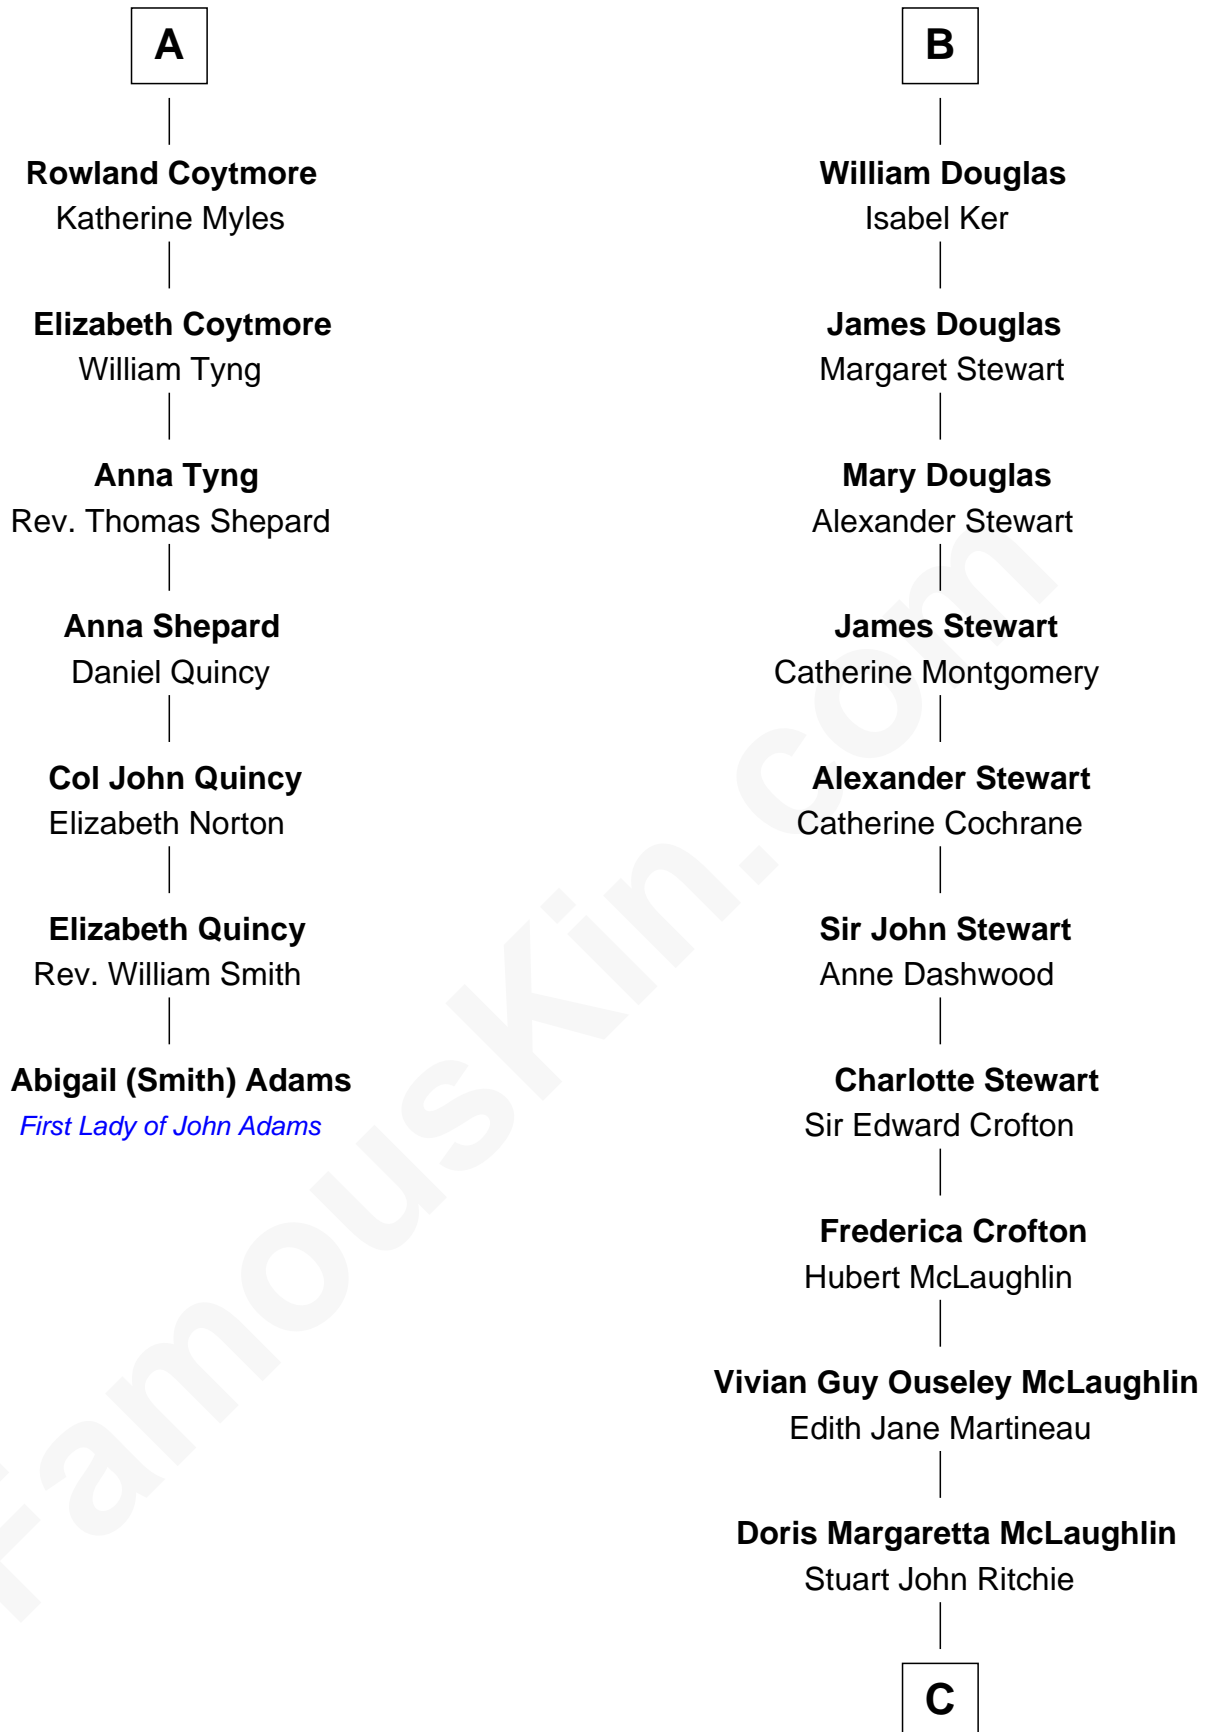 A
Rowland Coytmore
Katherine Myles
Elizabeth Coytmore
William Tyng
Anna Tyng
Rev. Thomas Shepard
Anna Shepard
Daniel Quincy
Col John Quincy
Elizabeth Norton
Elizabeth Quincy
Rev. William Smith
Abigail (Smith) Adams
First Lady of John Adams
B
William Douglas
Isabel Ker
James Douglas
Margaret Stewart
Mary Douglas
Alexander Stewart
James Stewart
Catherine Montgomery
Alexander Stewart
Catherine Cochrane
Sir John Stewart
Anne Dashwood
Charlotte Stewart
Sir Edward Crofton
Frederica Crofton
Hubert McLaughlin
Vivian Guy Ouseley McLaughlin
Edith Jane Martineau
Doris Margaretta McLaughlin
Stuart John Ritchie
C
FamousKin.com